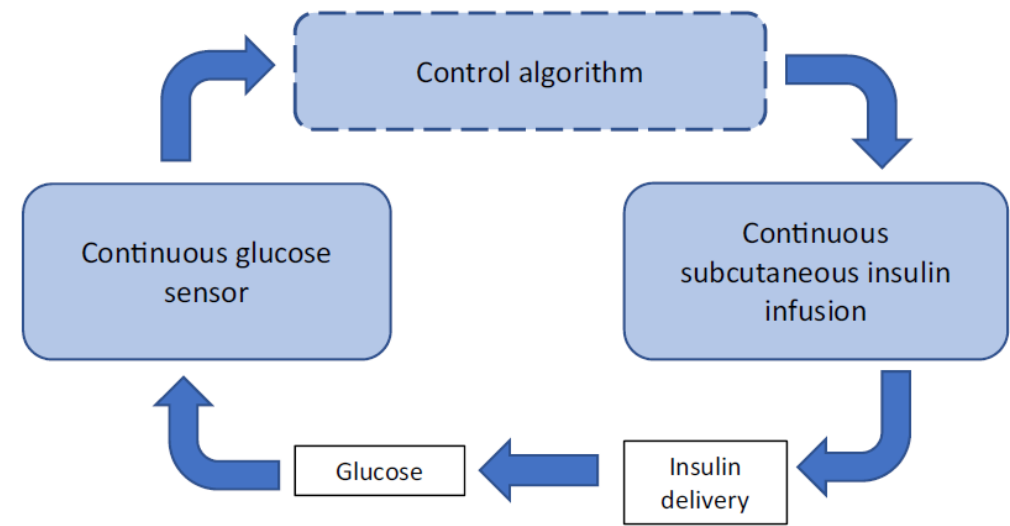 Control algorithm
Continuous glucose
sensor
Continuous
subcutaneous insulin
infusion
Glucose
Insulin
delivery